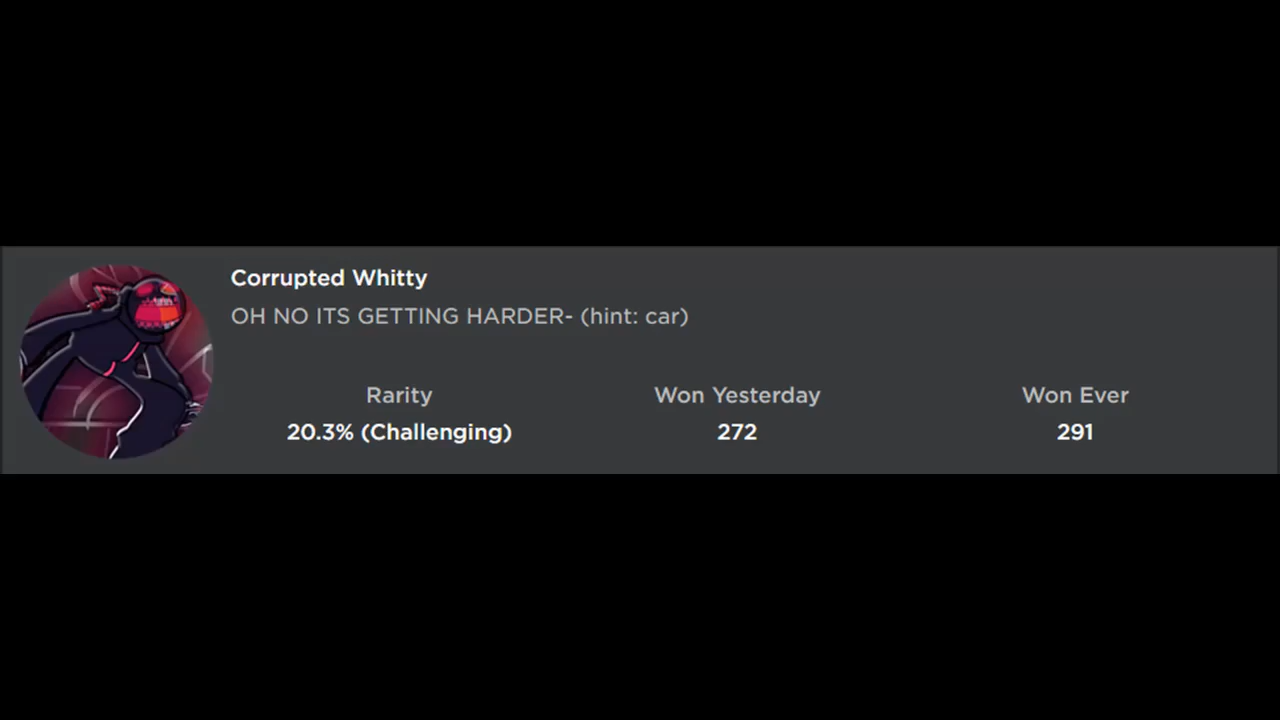 Corrupted Whitty
OH NO ITS GETTING HARDER- (hint: car)
Rarity Won Yesterday Won Ever
20.3% (Challenging) 272 291